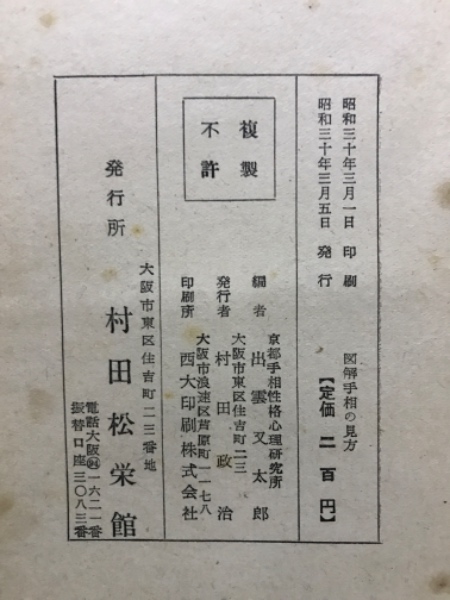 昭和三十年三月一日 印刷
昭和三十年三月五日 発行
図解手相の見方
【定価 二百円】
複製
不許
編者
京都手相性格心理研究所
出雲又太郎
大阪市東区住吉町二三
発行者 村田政治
大阪市浪速区芦原町一一七八
印刷所 西大印刷株式会社
大阪市東区住吉町二三番地
発行所 村田松栄館
電話大阪 一六二一番
振替口座三〇八三番